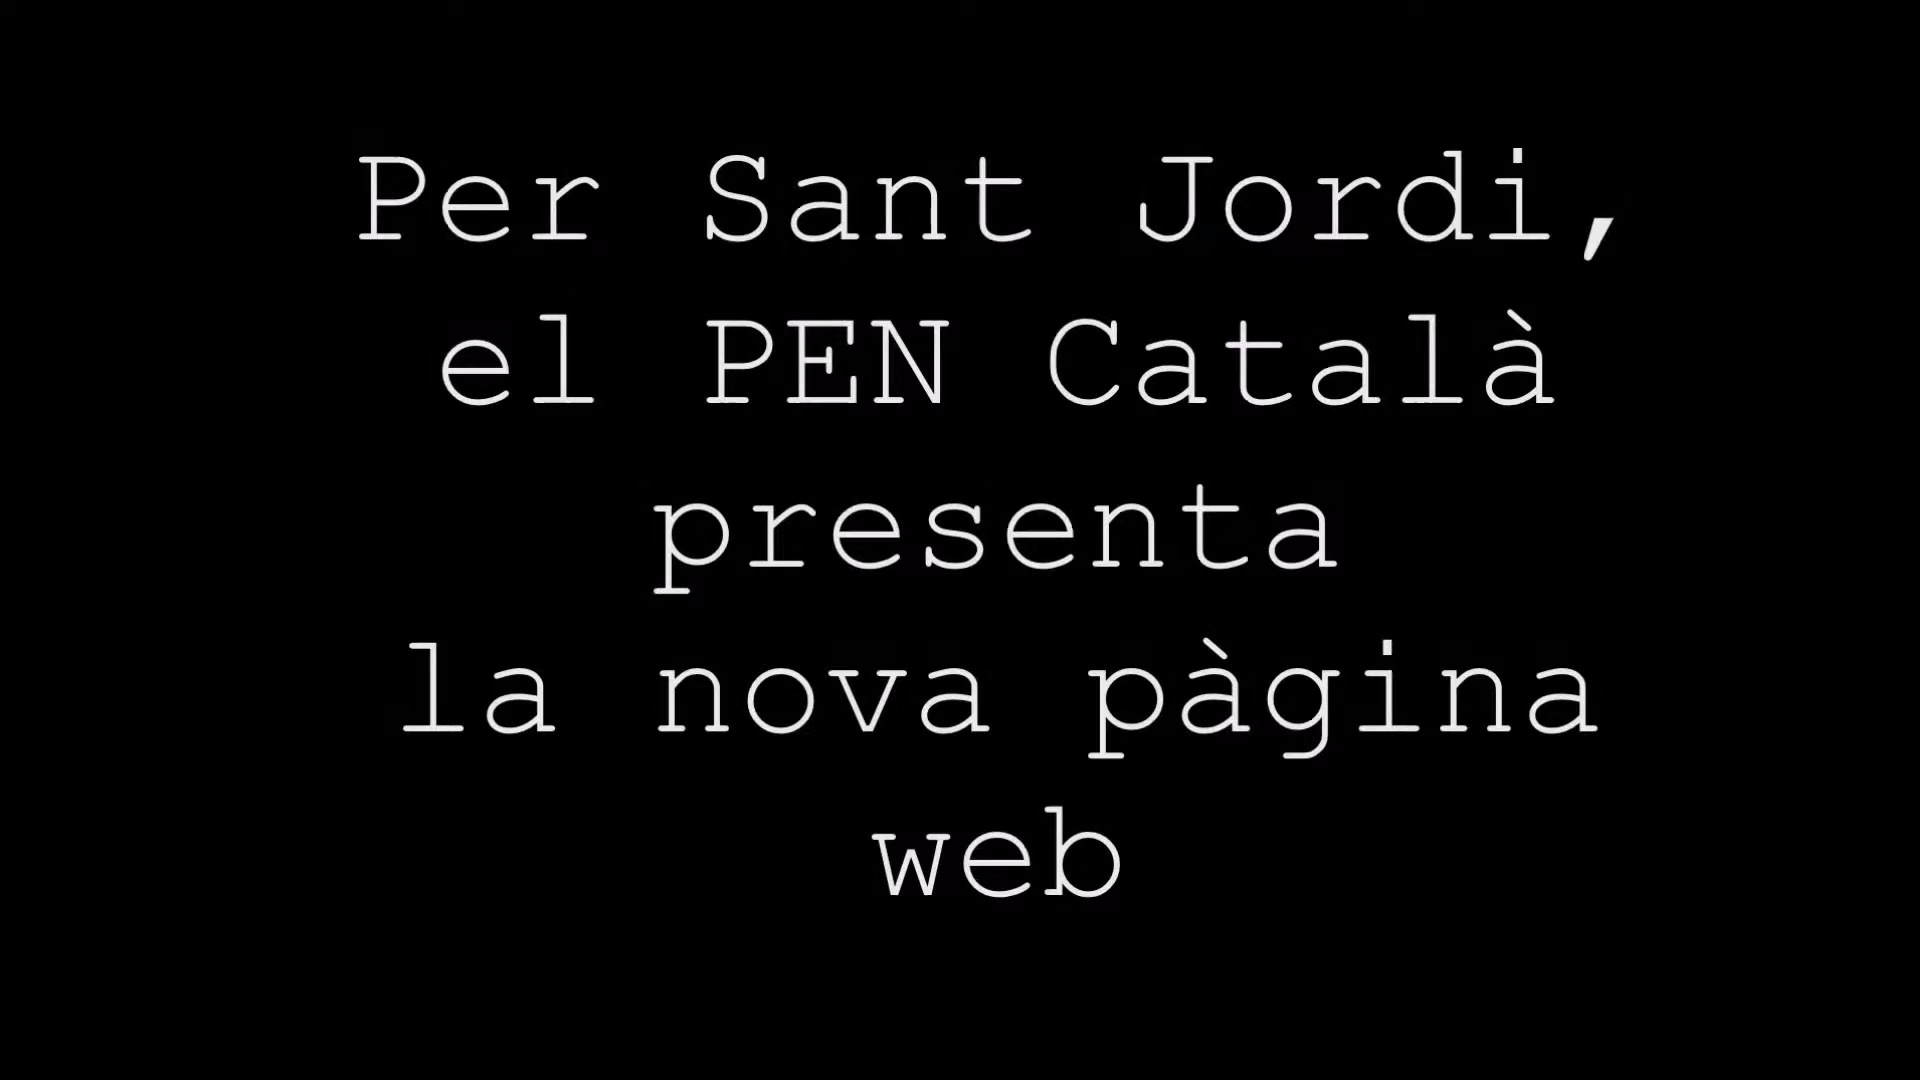 Per Sant Jordi,
el PEN Català
presenta
la nova pàgina
web